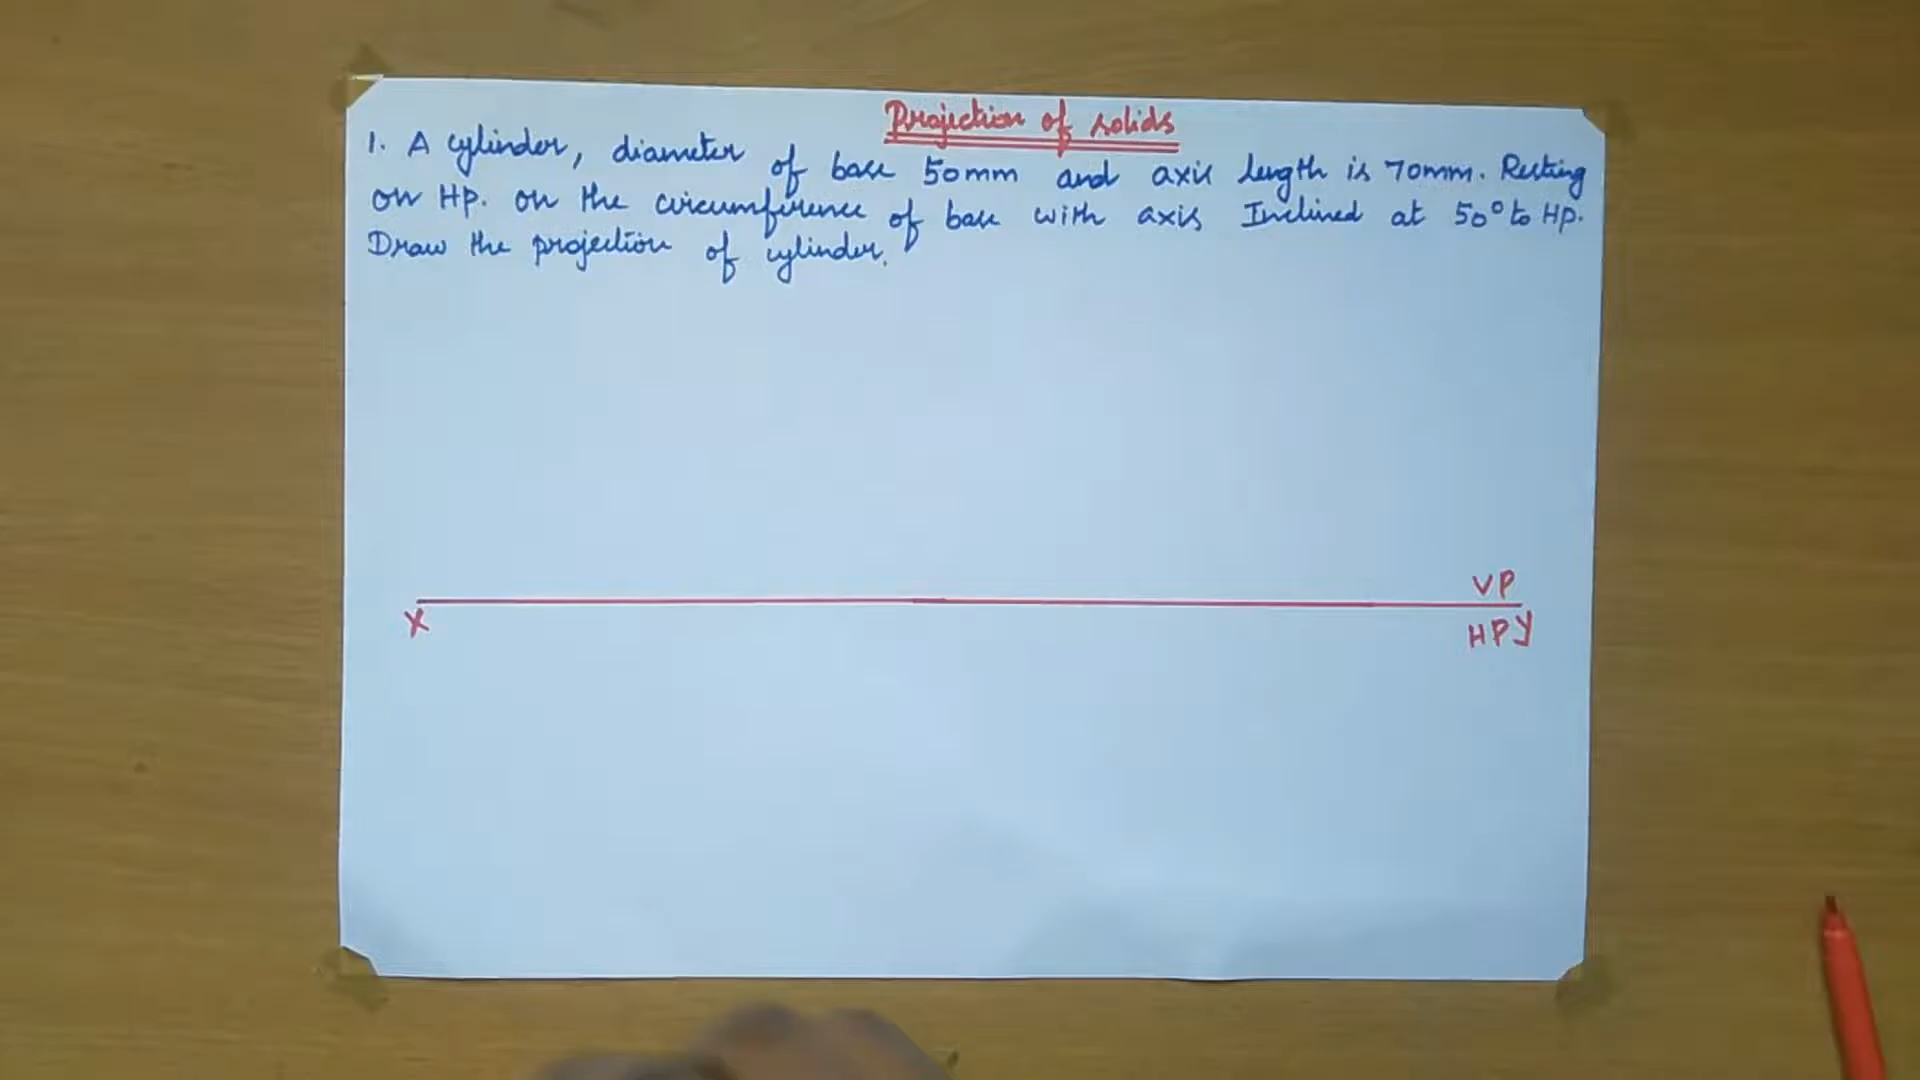 Projection of solids
1. A cylinder, diameter of base 50mm and axis length is 70mm. Resting
on HP. on the circumference of base with axis Inclined at 50° to HP.
Draw the projection of cylinder.
VP
X
HP Y